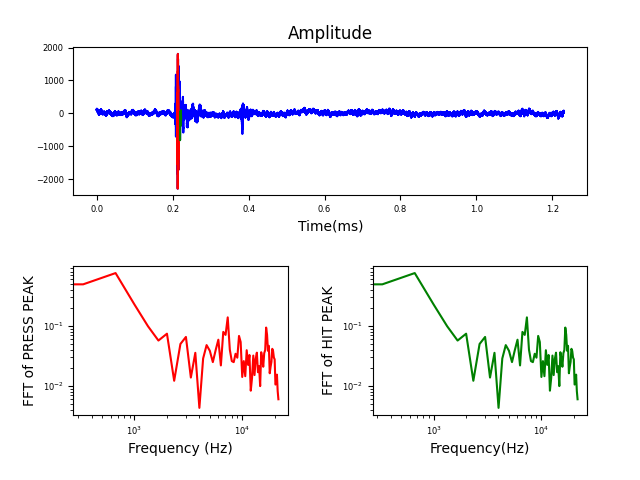 Amplitude
2000
1000
0
−1000
−2000
0.0 0.2 0.4 0.6 0.8 1.0 1.2
Time(ms)
FFT of PRESS PEAK
10⁻¹
10⁻²
10³ 10⁴
Frequency (Hz)
FFT of HIT PEAK
10⁻¹
10⁻²
10³ 10⁴
Frequency(Hz)